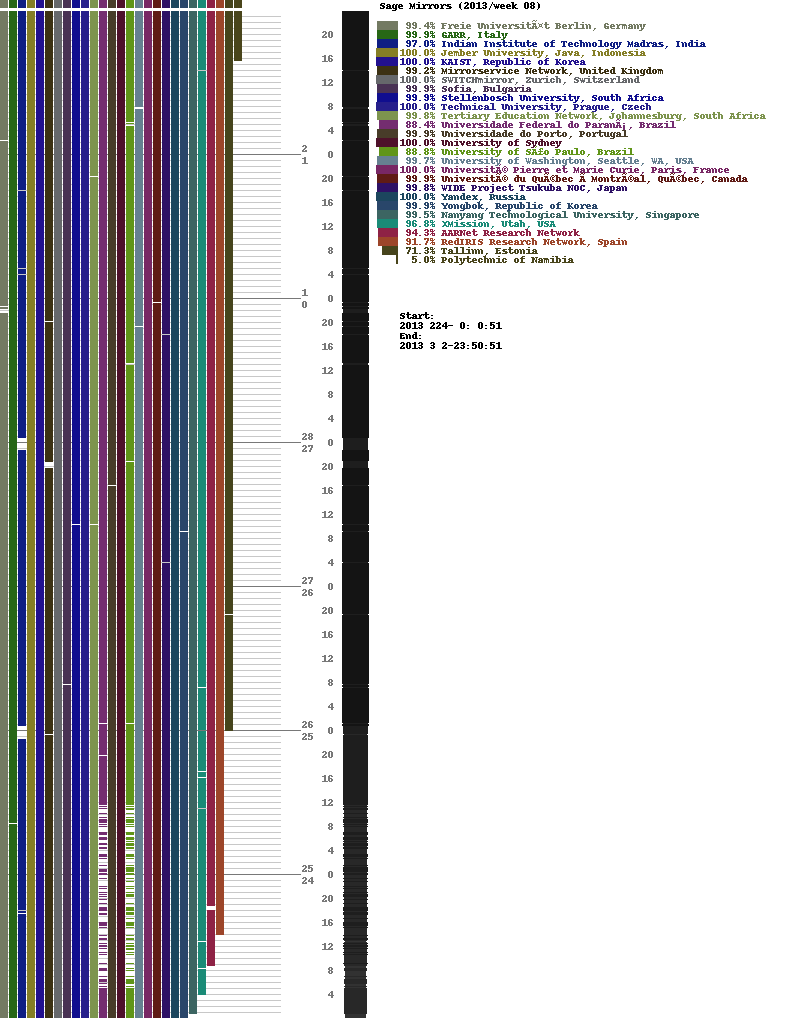 Sage Mirrors (2013/week 08)
99.4% Freie UniversitÃ¤t Berlin, Germany
99.9% GARR, Italy
97.0% Indian Institute of Technology Madras, India
100.0% Jember University, Java, Indonesia
100.0% KAIST, Republic of Korea
99.2% Mirrorservice Network, United Kingdom
100.0% SWITCHmirror, Zurich, Switzerland
99.9% Sofia, Bulgaria
99.9% Stellenbosch University, South Africa
100.0% Technical University, Prague, Czech
99.8% Tertiary Education Network, Johannesburg, South Africa
88.4% Universidade Federal do ParanÃ¡, Brazil
99.9% Universidade do Porto, Portugal
100.0% University of Sydney
88.8% University of SÃ£o Paulo, Brazil
99.7% University of Washington, Seattle, WA, USA
100.0% UniversitÃ© Pierre et Marie Curie, Paris, France
99.9% UniversitÃ© du QuÃ©bec A MontrÃ©al, QuÃ©bec, Canada
99.8% WIDE Project Tsukuba NOC, Japan
100.0% Yandex, Russia
99.9% Yongbok, Republic of Korea
99.5% Nanyang Technological University, Singapore
96.8% XMission, Utah, USA
94.3% AARNet Research Network
91.7% RedIRIS Research Network, Spain
71.3% Tallinn, Estonia
5.0% Polytechnic of Namibia
Start:
2013 224- 0: 0:51
End:
2013 3 2-23:50:51
20
16
12
8
4
2
0
1
20
16
12
8
4
1
0
0
20
16
12
8
4
28
0
27
20
16
12
8
4
27
0
26
20
16
12
8
4
26
0
25
20
16
12
8
4
25
0
24
20
16
12
8
4